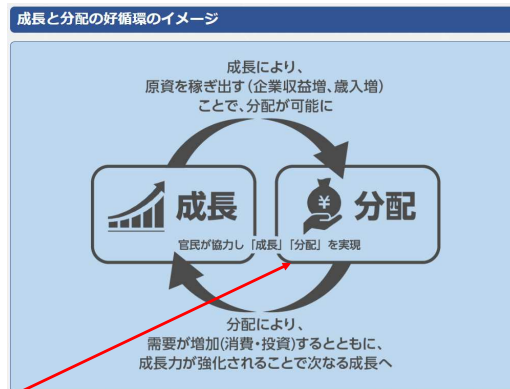 成長と分配の好循環のイメージ
成長により、
原資を稼ぎ出す(企業収益増、歳入増)
ことで、分配が可能に
成長
¥
分配
官民が協力し「成長」「分配」を実現
分配により、
需要が増加(消費・投資)するとともに、
成長力が強化されることで次なる成長へ